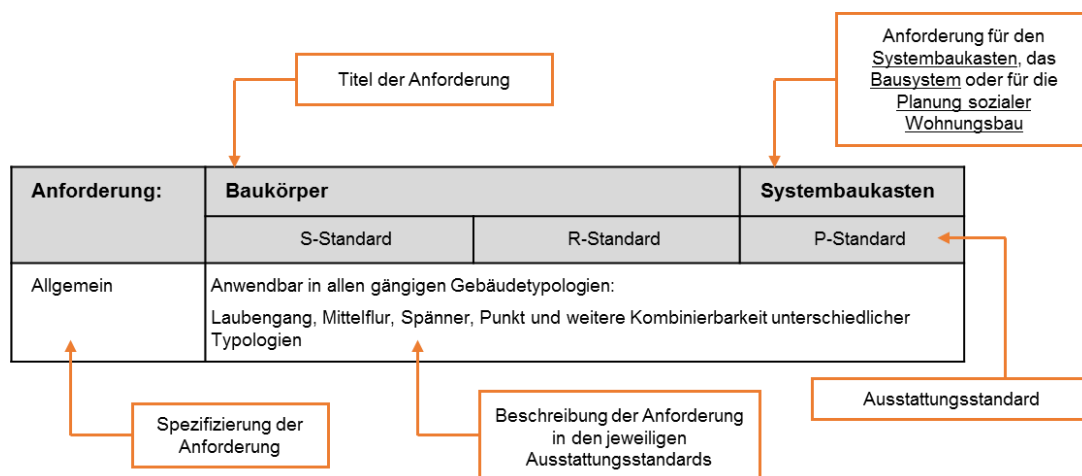 Titel der Anforderung
Anforderung für den
Systembaukasten, das
Bausystem oder für die
Planung sozialer
Wohnungsbau
Anforderung:
Baukörper
Systembaukasten
S-Standard
R-Standard
P-Standard
Allgemein
Anwendbar in allen gängigen Gebäudetypologien:
Laubengang, Mittelflur, Spänner, Punkt und weitere Kombinierbarkeit unterschiedlicher
Typologien
Spezifizierung der
Anforderung
Beschreibung der Anforderung
in den jeweiligen
Ausstattungsstandards
Ausstattungsstandard